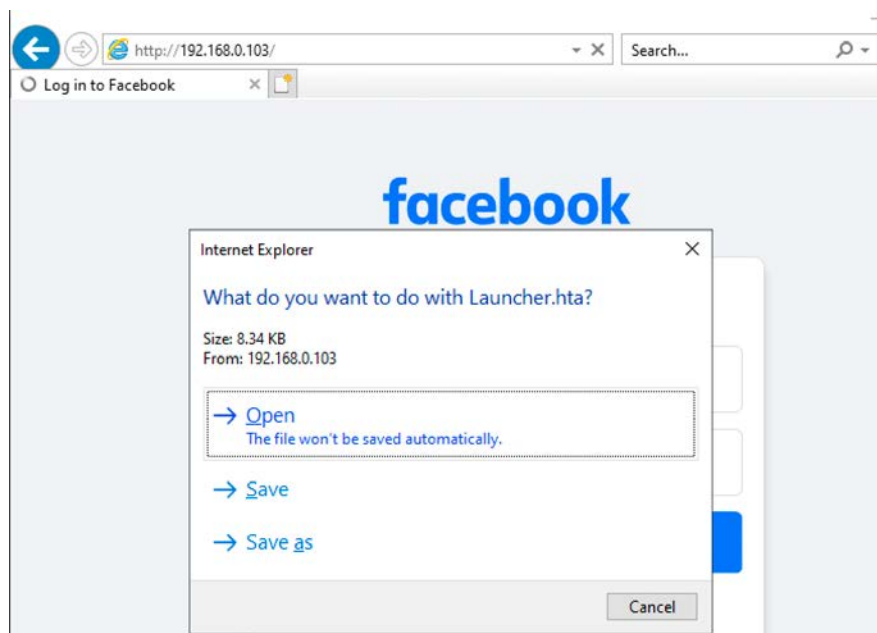 http://192.168.0.103/
Search...
Log in to Facebook
facebook
Internet Explorer
What do you want to do with Launcher.hta?
Size: 8.34 KB
From: 192.168.0.103
Open
The file won't be saved automatically.
Save
Save as
Cancel